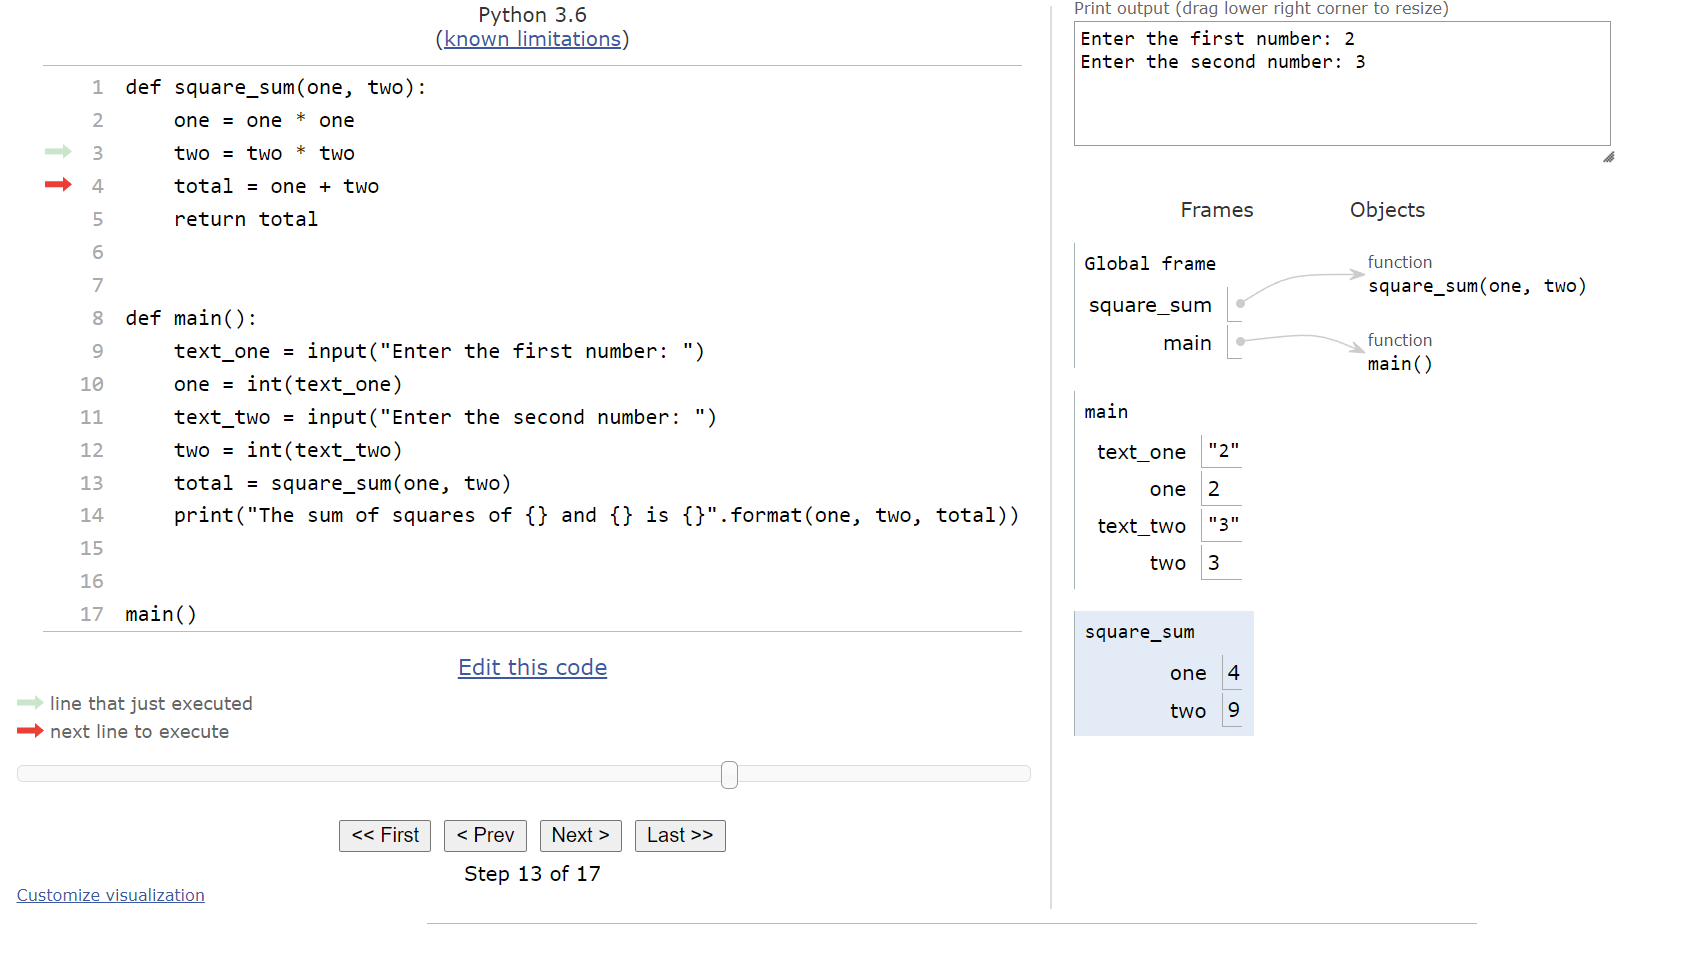 Python 3.6
(known limitations)
1 def square_sum(one, two):
2     one = one * one
3     two = two * two
4     total = one + two
5     return total
6
7
8 def main():
9     text_one = input("Enter the first number: ")
10     one = int(text_one)
11     text_two = input("Enter the second number: ")
12     two = int(text_two)
13     total = square_sum(one, two)
14     print("The sum of squares of {} and {} is {}".format(one, two, total))
15
16
17 main()
Edit this code
line that just executed
next line to execute
<< First < Prev Next > Last >>
Step 13 of 17
Customize visualization
Print output (drag lower right corner to resize)
Enter the first number: 2
Enter the second number: 3
Frames Objects
Global frame
square_sum
main
function
square_sum(one, two)
function
main()
main
text_one "2"
one 2
text_two "3"
two 3
square_sum
one 4
two 9